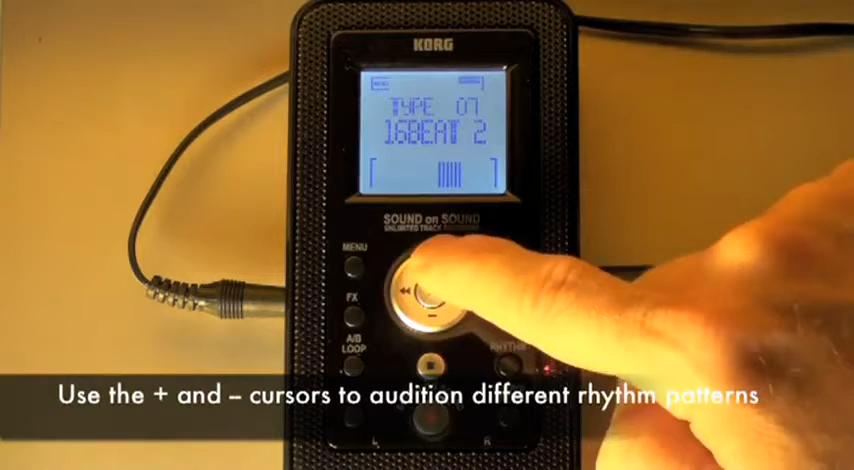 KORG
MENU
TYPE 07
16BEAT 2
SOUND on SOUND
UNLIMITED TRACK RECORDING
MENU
FX
A/B
LOOP
RHYTHM
Use the + and – cursors to audition different rhythm patterns
L
R